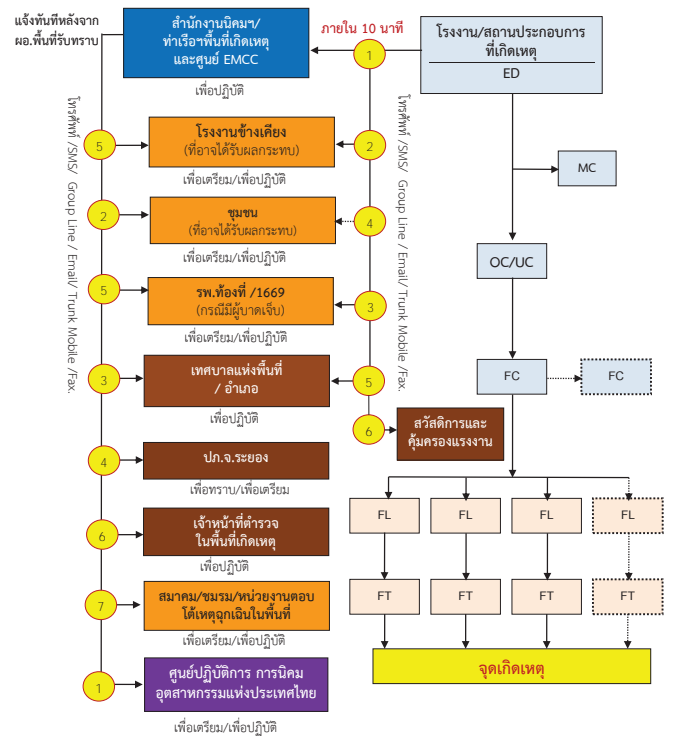 แจ้งทันทีหลังจาก
ผอ.พื้นที่รับทราบ
สำนักงานนิคมฯ/
ท่าเรือฯพื้นที่เกิดเหตุ
และศูนย์ EMCC
เพื่อปฏิบัติ
ภายใน 10 นาที
1
โรงงาน/สถานประกอบการ
ที่เกิดเหตุ
ED
โทรศัพท์ /SMS/ Group Line / Email/ Trunk Mobile /Fax.
5
โรงงานข้างเคียง
(ที่อาจได้รับผลกระทบ)
เพื่อเตรียม/เพื่อปฏิบัติ
2
2
ชุมชน
(ที่อาจได้รับผลกระทบ)
เพื่อเตรียม/เพื่อปฏิบัติ
4
5
รพ.ท้องที่ /1669
(กรณีมีผู้บาดเจ็บ)
เพื่อเตรียม/เพื่อปฏิบัติ
3
3
เทศบาลแห่งพื้นที่
/ อำเภอ
เพื่อปฏิบัติ
5
6
สวัสดิการและ
คุ้มครองแรงงาน
โทรศัพท์ /SMS/ Group Line / Email/ Trunk Mobile /Fax.
4
ปภ.จ.ระยอง
เพื่อทราบ/เพื่อเตรียม
6
เจ้าหน้าที่ตำรวจ
ในพื้นที่เกิดเหตุ
เพื่อปฏิบัติ
7
สมาคม/ชมรม/หน่วยงานตอบ
โต้เหตุฉุกเฉินในพื้นที่
เพื่อเตรียม/เพื่อปฏิบัติ
1
ศูนย์ปฏิบัติการ การนิคม
อุตสาหกรรมแห่งประเทศไทย
เพื่อเตรียม/เพื่อปฏิบัติ
MC
OC/UC
FC
FC
FL
FL
FL
FL
FT
FT
FT
FT
จุดเกิดเหตุ